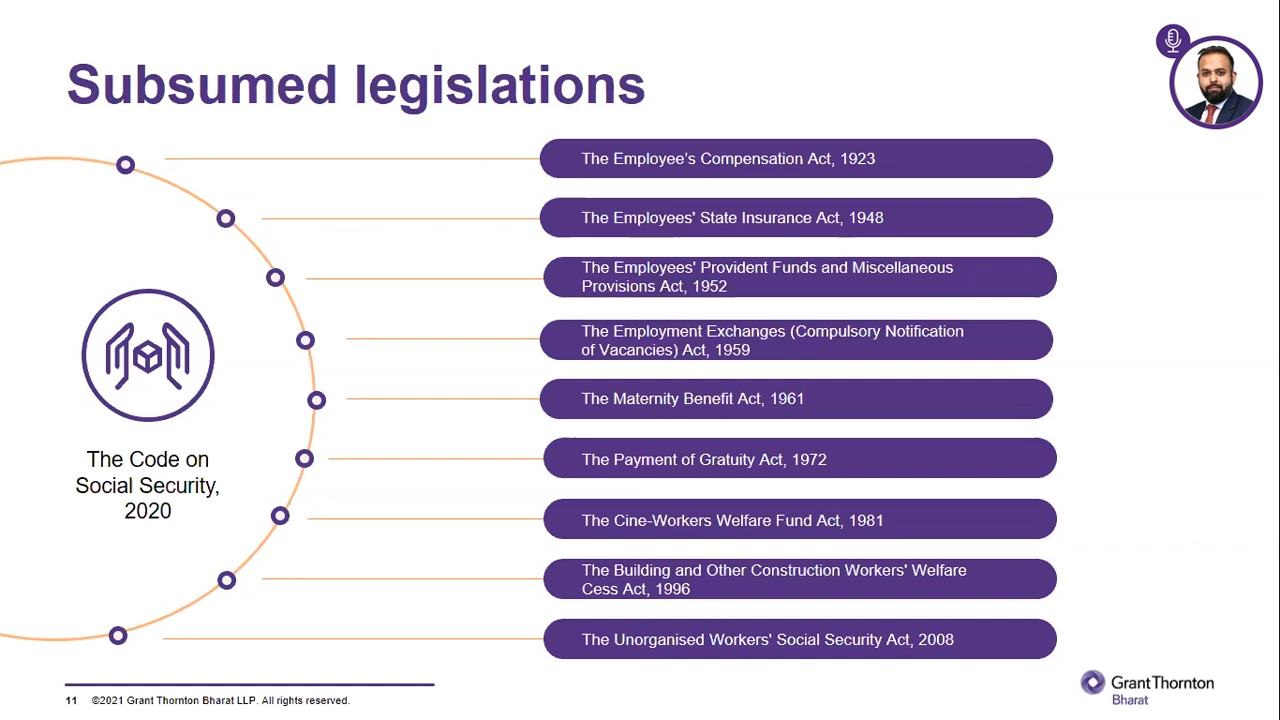 Subsumed legislations
The Employee's Compensation Act, 1923
The Employees' State Insurance Act, 1948
The Employees' Provident Funds and Miscellaneous
Provisions Act, 1952
The Employment Exchanges (Compulsory Notification
of Vacancies) Act, 1959
The Maternity Benefit Act, 1961
The Payment of Gratuity Act, 1972
The Cine-Workers Welfare Fund Act, 1981
The Building and Other Construction Workers' Welfare
Cess Act, 1996
The Unorganised Workers' Social Security Act, 2008
The Code on
Social Security,
2020
11 ©2021 Grant Thornton Bharat LLP. All rights reserved.
GrantThornton
Bharat